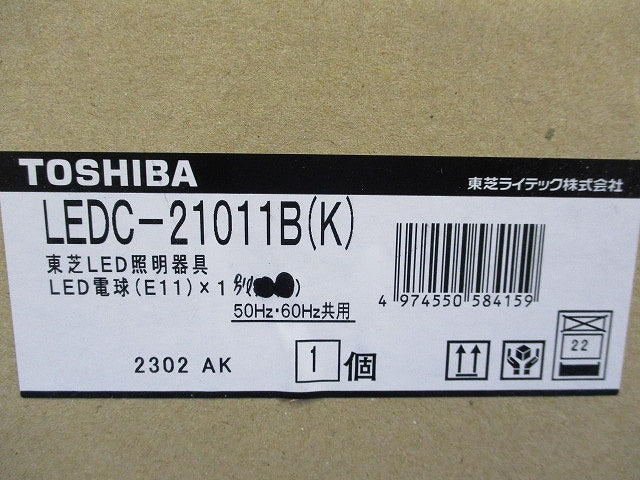 TOSHIBA
東芝ライテック株式会社
LEDC-21011B(K)
東芝LED照明器具
LED電球(E11)×1
50Hz・60Hz共用
4 974550 584159
2302 AK
1 個
22